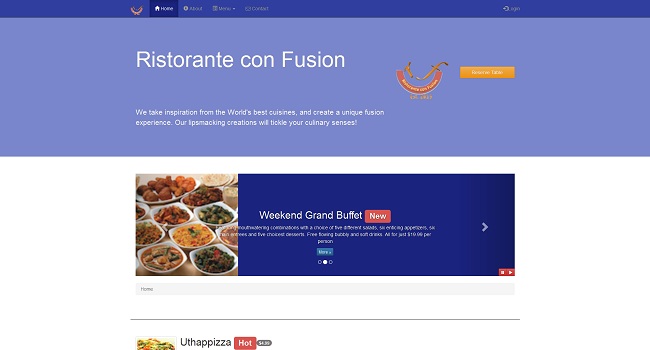 Home About Menu Contact Login
Ristorante con Fusion
Ristorante con Fusion
Reserve Table
We take inspiration from the World's best cuisines, and create a unique fusion
experience. Our lipsmacking creations will tickle your culinary senses!
Weekend Grand Buffet New
mouthwatering combinations with a choice of five different salads, six enticing appetizers, six
entrees and five choicest desserts. Free flowing bubbly and soft drinks. All for just $19.99 per
person
More »
Home
Uthappizza Hot $4.99